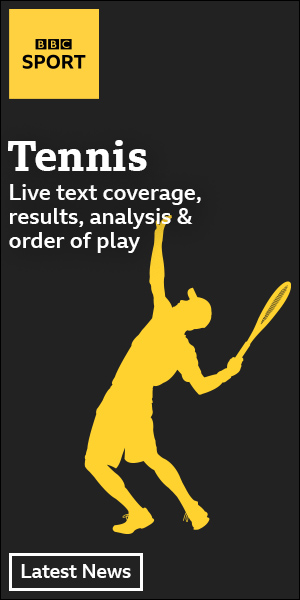 BBC
SPORT
Tennis
Live text coverage,
results, analysis &
order of play
Latest News